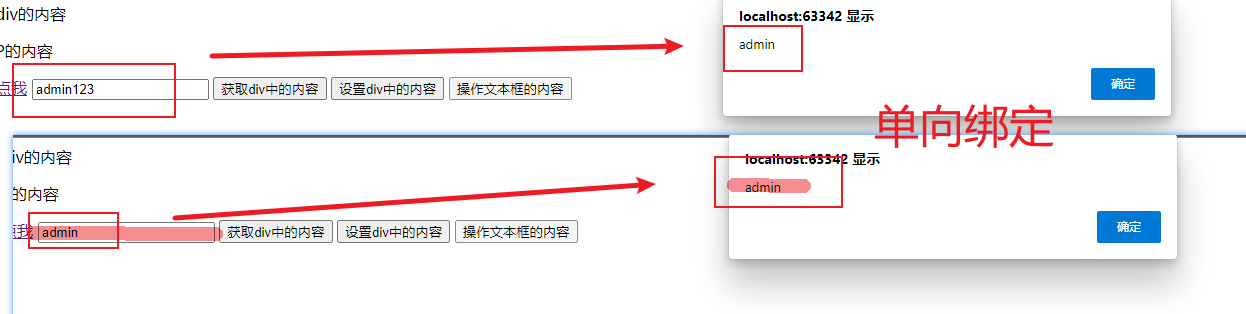 div的内容
localhost:63342 显示
P的内容
admin
点我 admin123 获取div中的内容 设置div中的内容 操作文本框的内容
确定
单向绑定
iv的内容
localhost:63342 显示
的内容
admin
点我 admin 获取div中的内容 设置div中的内容 操作文本框的内容
确定